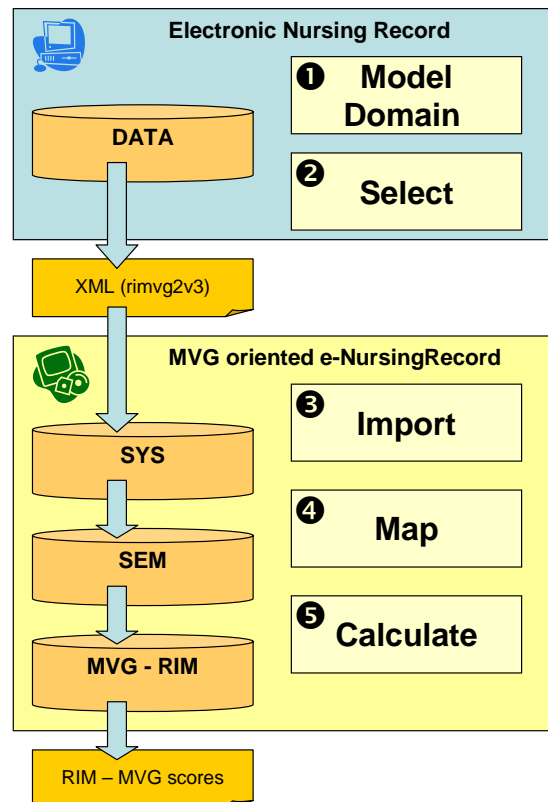 Electronic Nursing Record
❶ Model
Domain
DATA
❷ Select
XML (rimvg2v3)
MVG oriented e-NursingRecord
❸ Import
SYS
❹ Map
SEM
❺ Calculate
MVG - RIM
RIM – MVG scores